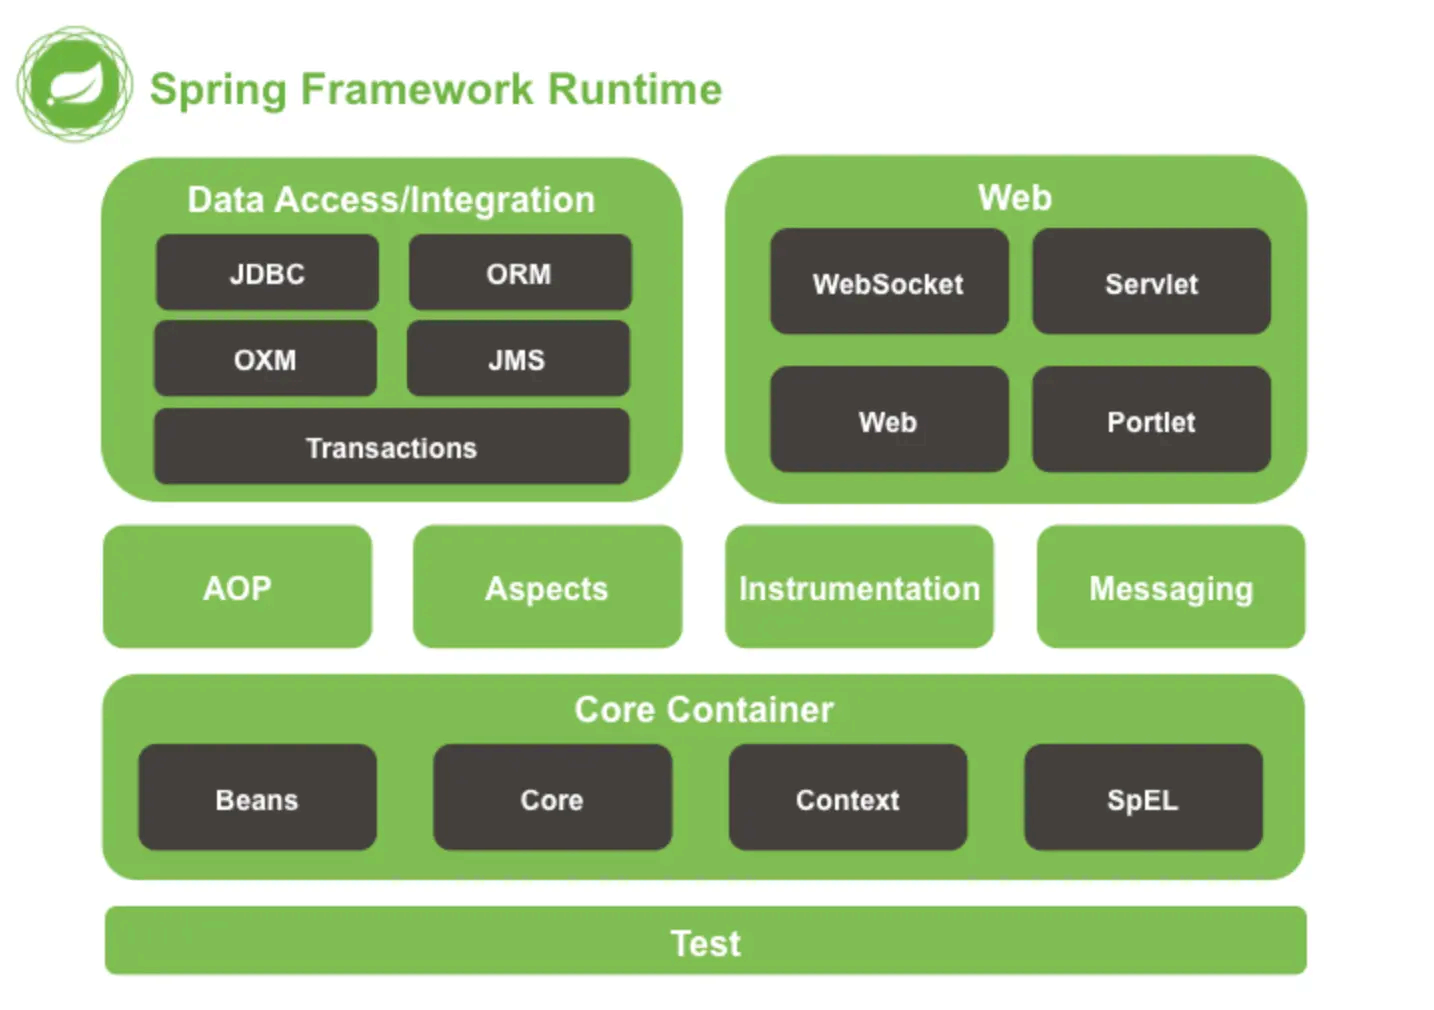 Spring Framework Runtime
Data Access/Integration
JDBC
ORM
OXM
JMS
Transactions
Web
WebSocket
Servlet
Web
Portlet
AOP
Aspects
Instrumentation
Messaging
Core Container
Beans
Core
Context
SpEL
Test